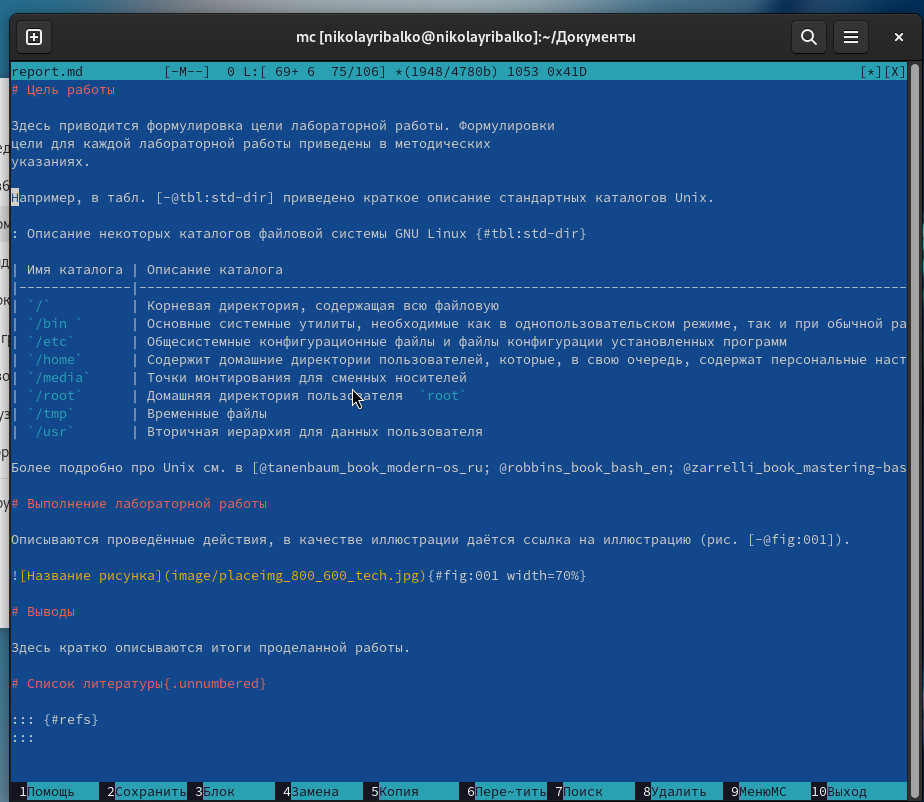 mc [nikolayribalko@nikolayribalko]:~/Документы
report.md [-M--] 0 L:[ 69+ 6 75/106] *(1948/4780b) 1053 0x41D [*][X]
# Цель работы
Здесь приводится формулировка цели лабораторной работы. Формулировки
цели для каждой лабораторной работы приведены в методических
указаниях.
Например, в табл. [-@tbl:std-dir] приведено краткое описание стандартных каталогов Unix.
: Описание некоторых каталогов файловой системы GNU Linux {#tbl:std-dir}
| Имя каталога | Описание каталога
|--------------|------------------------------------------------------------------------------------------------
| `/` | Корневая директория, содержащая всю файловую
| `/bin ` | Основные системные утилиты, необходимые как в однопользовательском режиме, так и при обычной ра
| `/etc` | Общесистемные конфигурационные файлы и файлы конфигурации установленных программ
| `/home` | Содержит домашние директории пользователей, которые, в свою очередь, содержат персональные наст
| `/media` | Точки монтирования для сменных носителей
| `/root` | Домашняя директория пользователя `root`
| `/tmp` | Временные файлы
| `/usr` | Вторичная иерархия для данных пользователя
Более подробно про Unix см. в [@tanenbaum_book_modern-os_ru; @robbins_book_bash_en; @zarrelli_book_mastering-bas
# Выполнение лабораторной работы
Описываются проведённые действия, в качестве иллюстрации даётся ссылка на иллюстрацию (рис. [-@fig:001]).
![Название рисунка](image/placeimg_800_600_tech.jpg){#fig:001 width=70%}
# Выводы
Здесь кратко описываются итоги проделанной работы.
# Список литературы{.unnumbered}
::: {#refs}
:::
1Помощь 2Сохранить 3Блок 4Замена 5Копия 6Пере~тить 7Поиск 8Удалить 9МенюMC 10Выход